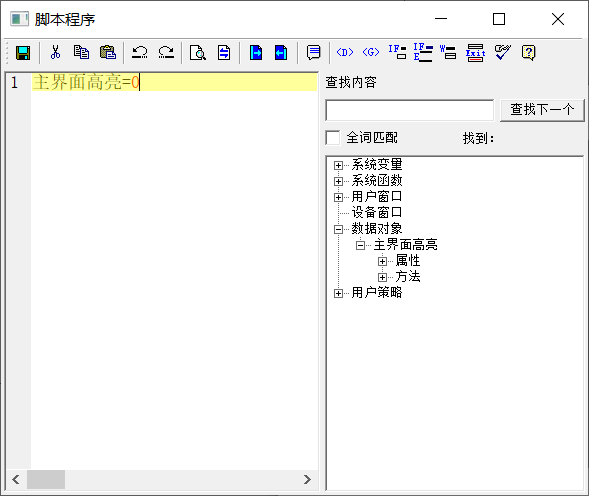 脚本程序
<D> <G> IF IF E W Exit
1 主界面高亮=0
查找内容
查找下一个
全词匹配 找到：
系统变量
系统函数
用户窗口
设备窗口
数据对象
主界面高亮
属性
方法
用户策略